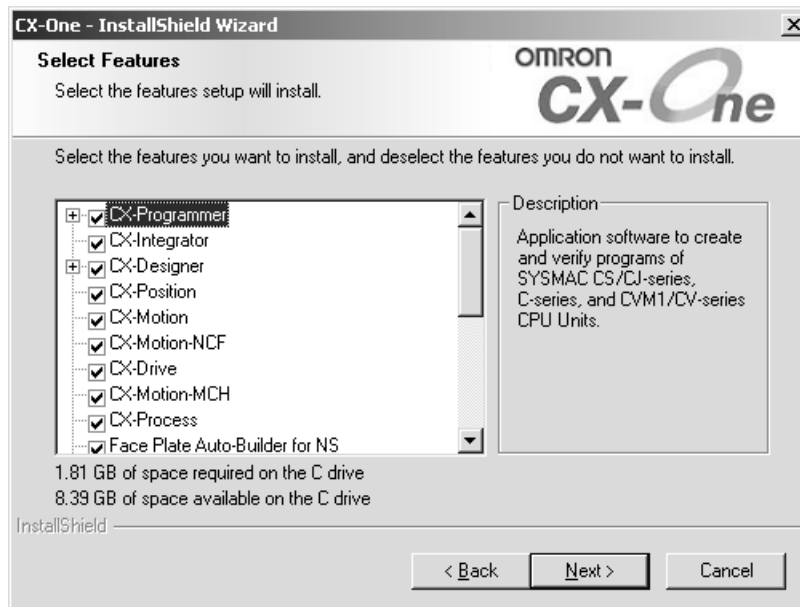 CX-One - InstallShield Wizard
Select Features
Select the features setup will install.
OMRON
CX-One
Select the features you want to install, and deselect the features you do not want to install.
CX-Programmer
CX-Integrator
CX-Designer
CX-Position
CX-Motion
CX-Motion-NCF
CX-Drive
CX-Motion-MCH
CX-Process
Face Plate Auto-Builder for NS
Description
Application software to create
and verify programs of
SYSMAC CS/CJ-series,
C-series, and CVM1/CV-series
CPU Units.
1.81 GB of space required on the C drive
8.39 GB of space available on the C drive
InstallShield
< Back
Next >
Cancel